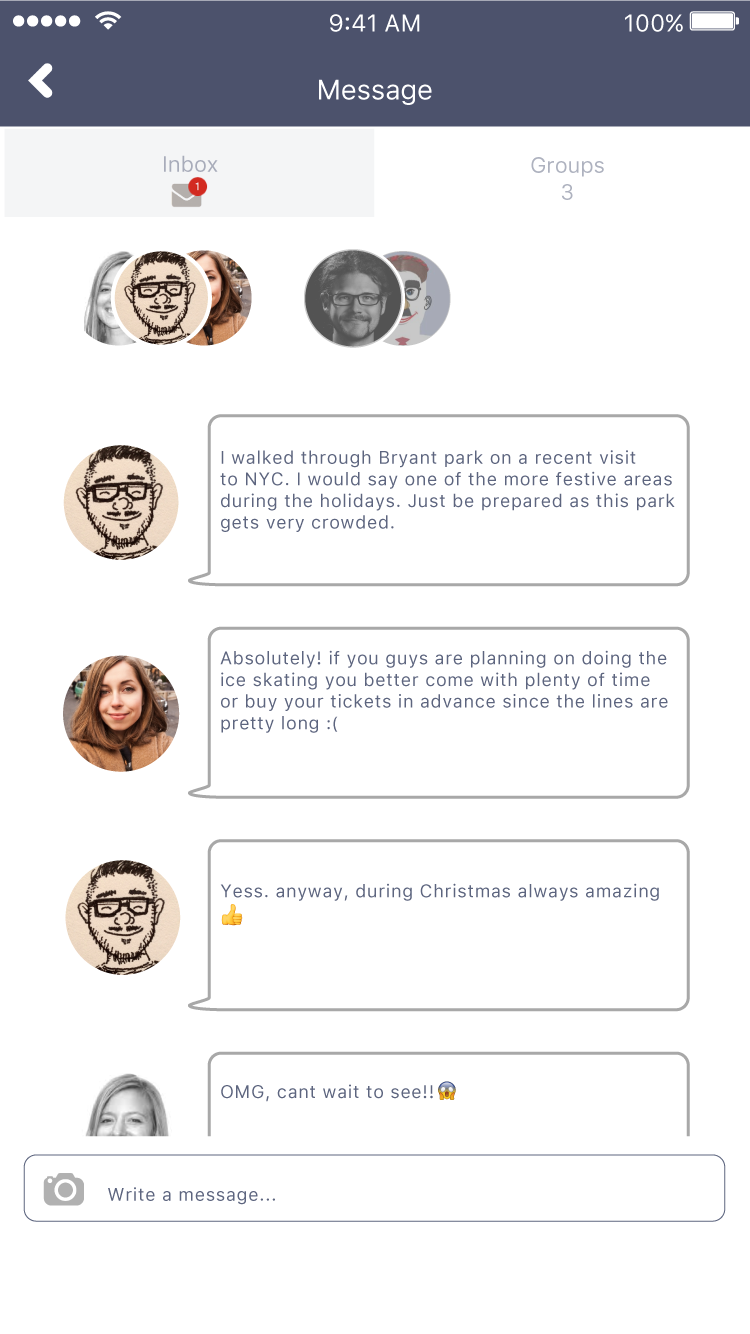 9:41 AM 100%
Message
Inbox
1
Groups
3
I walked through Bryant park on a recent visit
to NYC. I would say one of the more festive areas
during the holidays. Just be prepared as this park
gets very crowded.
Absolutely! if you guys are planning on doing the
ice skating you better come with plenty of time
or buy your tickets in advance since the lines are
pretty long :(
Yess. anyway, during Christmas always amazing
👍
OMG, cant wait to see!!😱
Write a message...